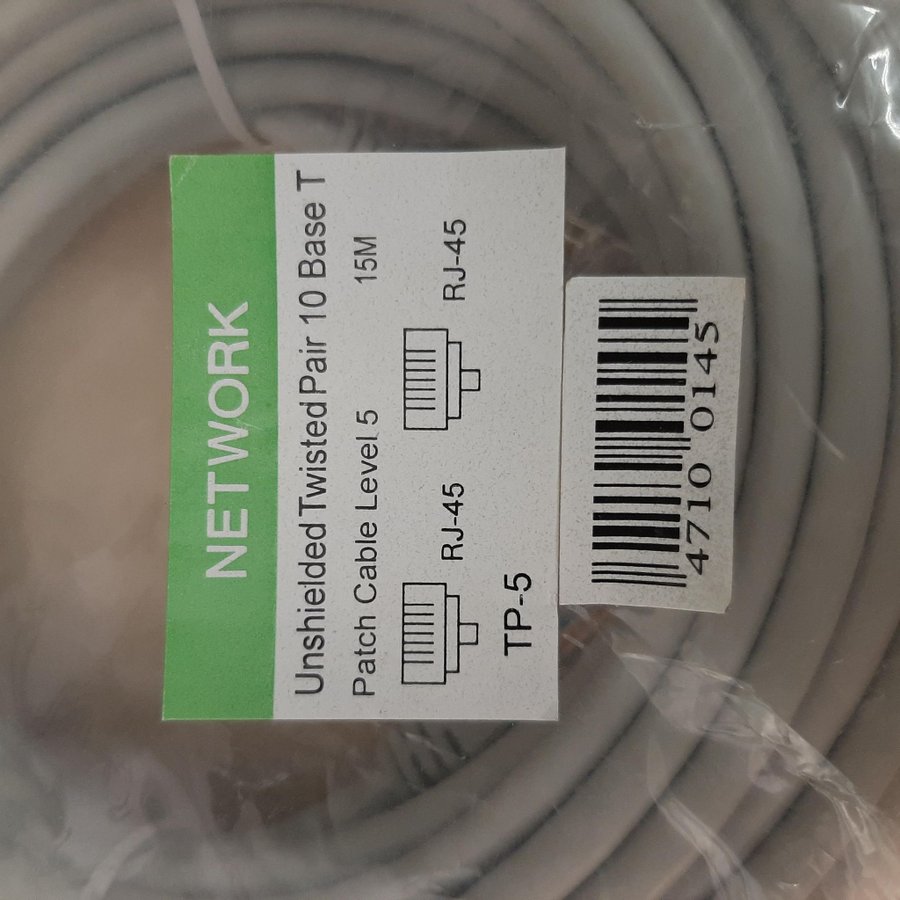 NETWORK
Unshielded Twisted Pair 10 Base T
Patch Cable Level 5 15M
RJ-45 RJ-45
TP-5
4710 0145